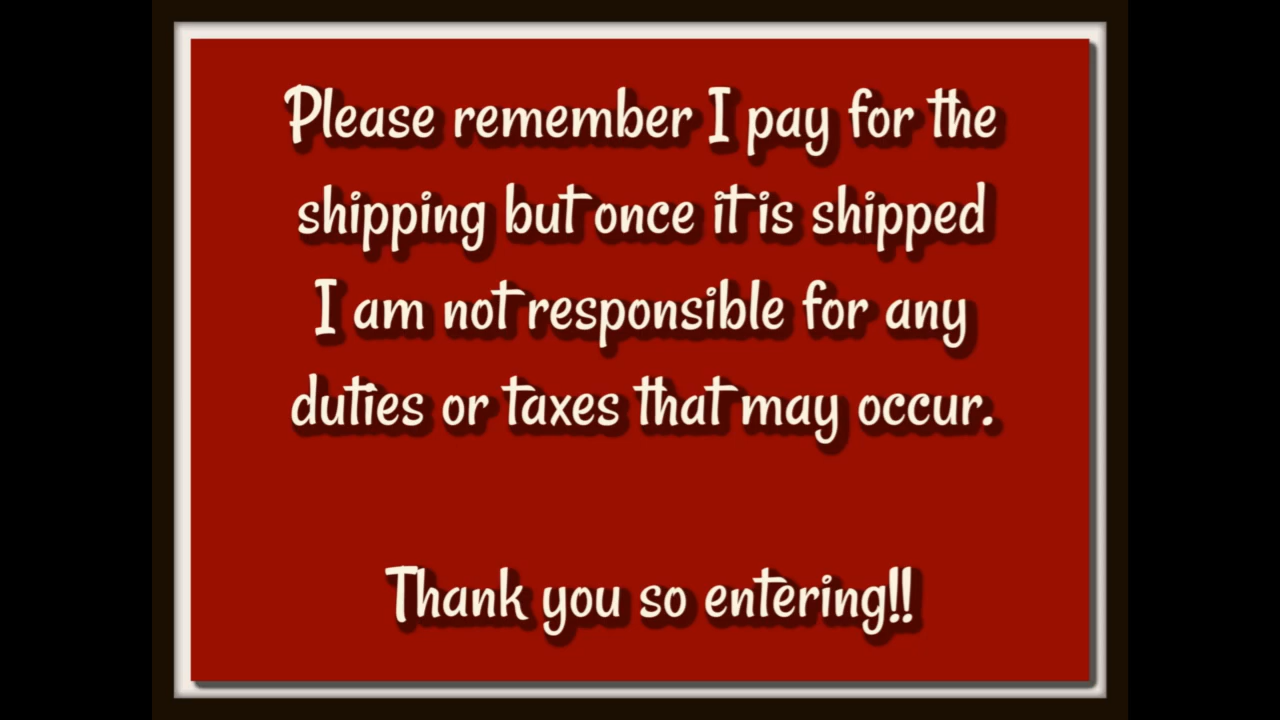 Please remember I pay for the
shipping but once it is shipped
I am not responsible for any
duties or taxes that may occur.
Thank you so entering!!